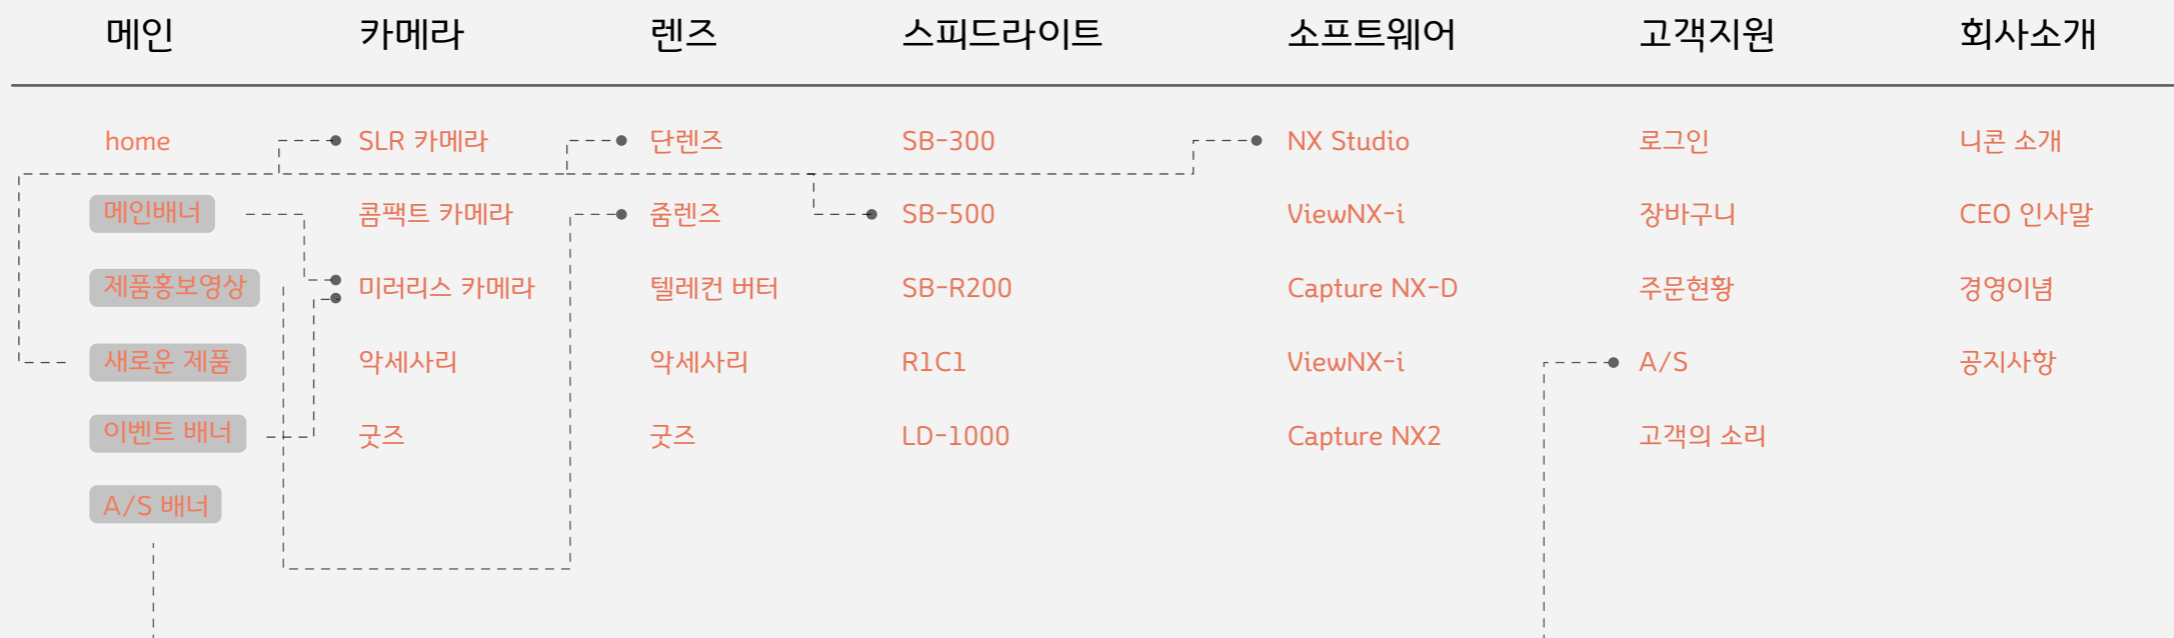 메인 카메라 렌즈 스피드라이트 소프트웨어 고객지원 회사소개
home SLR 카메라 단렌즈 SB-300 NX Studio 로그인 니콘 소개
메인배너 콤팩트 카메라 줌렌즈 SB-500 ViewNX-i 장바구니 CEO 인사말
제품홍보영상 미러리스 카메라 텔레컨 버터 SB-R200 Capture NX-D 주문현황 경영이념
새로운 제품 악세사리 악세사리 R1C1 ViewNX-i A/S 공지사항
이벤트 배너 굿즈 굿즈 LD-1000 Capture NX2 고객의 소리
A/S 배너